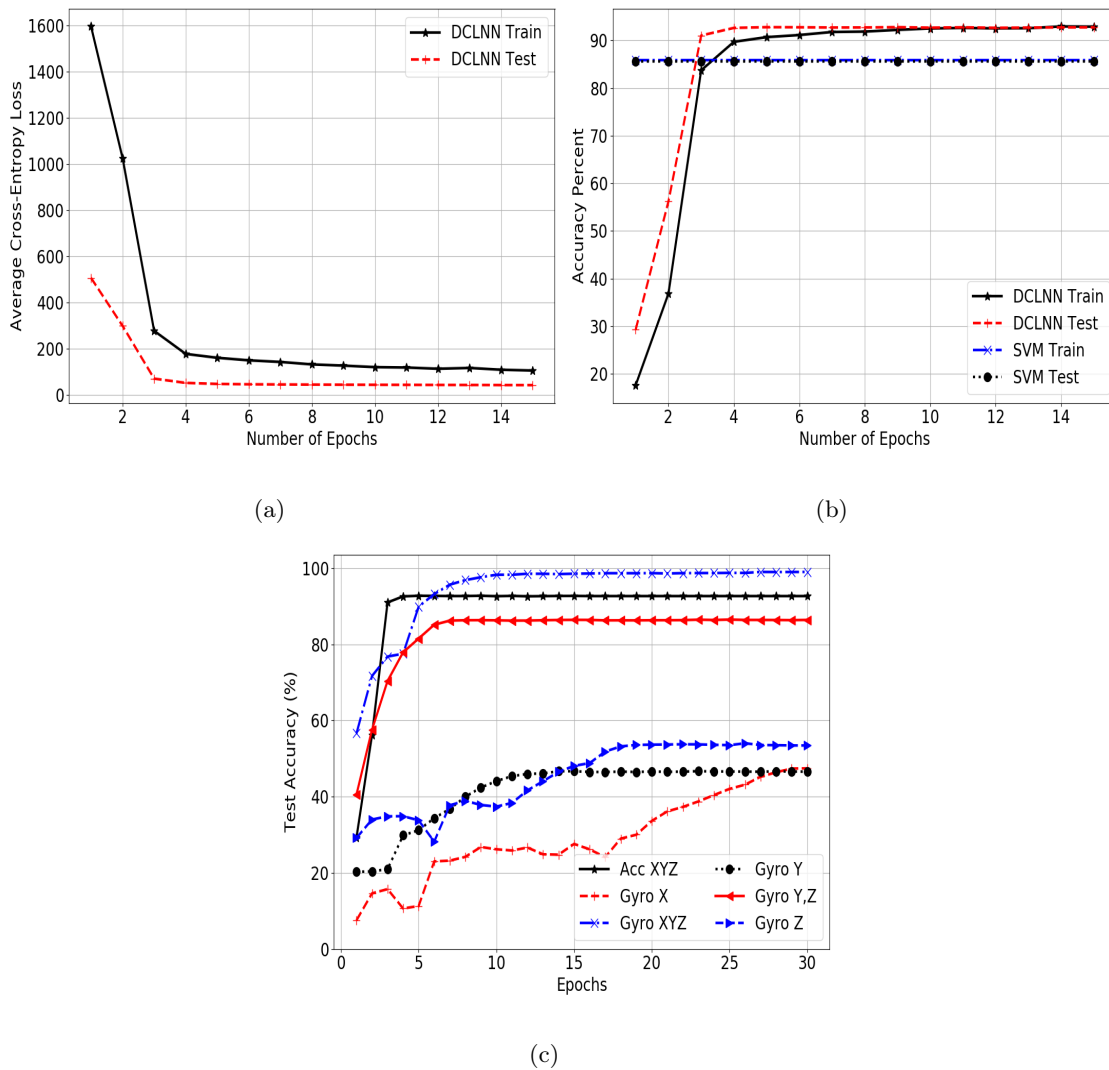 1600
1400
1200
1000
800
600
400
200
0
Average Cross-Entropy Loss
DCLNN Train
DCLNN Test
2 4 6 8 10 12 14
Number of Epochs
(a)
90
80
70
60
50
40
30
20
Accuracy Percent
DCLNN Train
DCLNN Test
SVM Train
SVM Test
2 4 6 8 10 12 14
Number of Epochs
(b)
100
80
60
40
20
0
Test Accuracy (%)
Acc XYZ
Gyro X
Gyro XYZ
Gyro Y
Gyro Y,Z
Gyro Z
0 5 10 15 20 25 30
Epochs
(c)